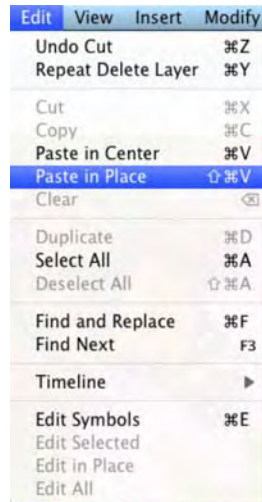 Edit View Insert Modify
Undo Cut ⌘Z
Repeat Delete Layer ⌘Y
Cut ⌘X
Copy ⌘C
Paste in Center ⌘V
Paste in Place ⇧⌘V
Clear ⌫
Duplicate ⌘D
Select All ⌘A
Deselect All ⇧⌘A
Find and Replace ⌘F
Find Next F3
Timeline ▶
Edit Symbols ⌘E
Edit Selected
Edit in Place
Edit All